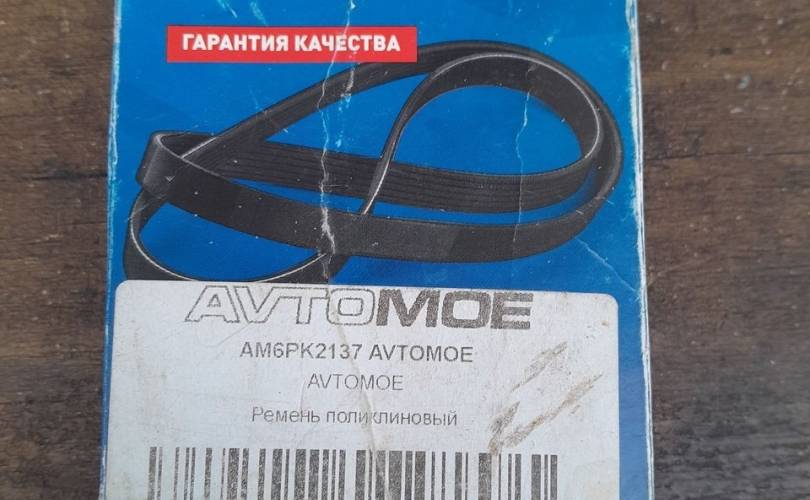 ГАРАНТИЯ КАЧЕСТВА
AVTOMOE
AM6PK2137 AVTOMOE
AVTOMOE
Ремень поликлиновый